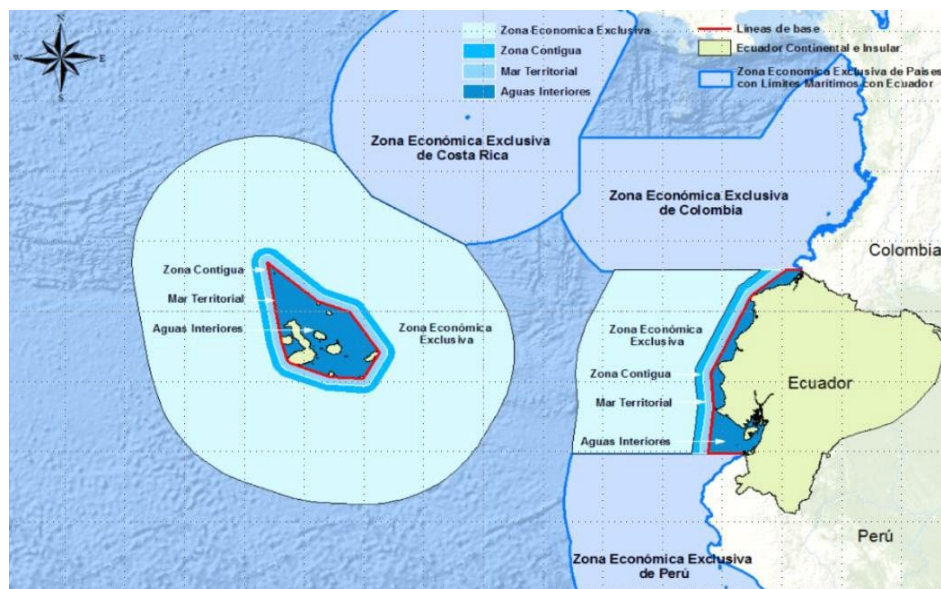 N
W
E
S
Zona Economica Exclusiva
Zona Contigua
Mar Territorial
Aguas Interiores
Líneas de base
Ecuador Continental e Insular
Zona Economica Exclusiva de Paises
con Límites Marítimos con Ecuador
Zona Económica Exclusiva
de Costa Rica
Zona Económica Exclusiva
de Colombia
Colombia
Zona Contigua
Mar Territorial
Aguas Interiores
Zona Económica
Exclusiva
Zona Económica
Exclusiva
Zona Contigua
Mar Territorial
Aguas Interiores
Ecuador
Perú
Zona Económica Exclusiva
de Perú